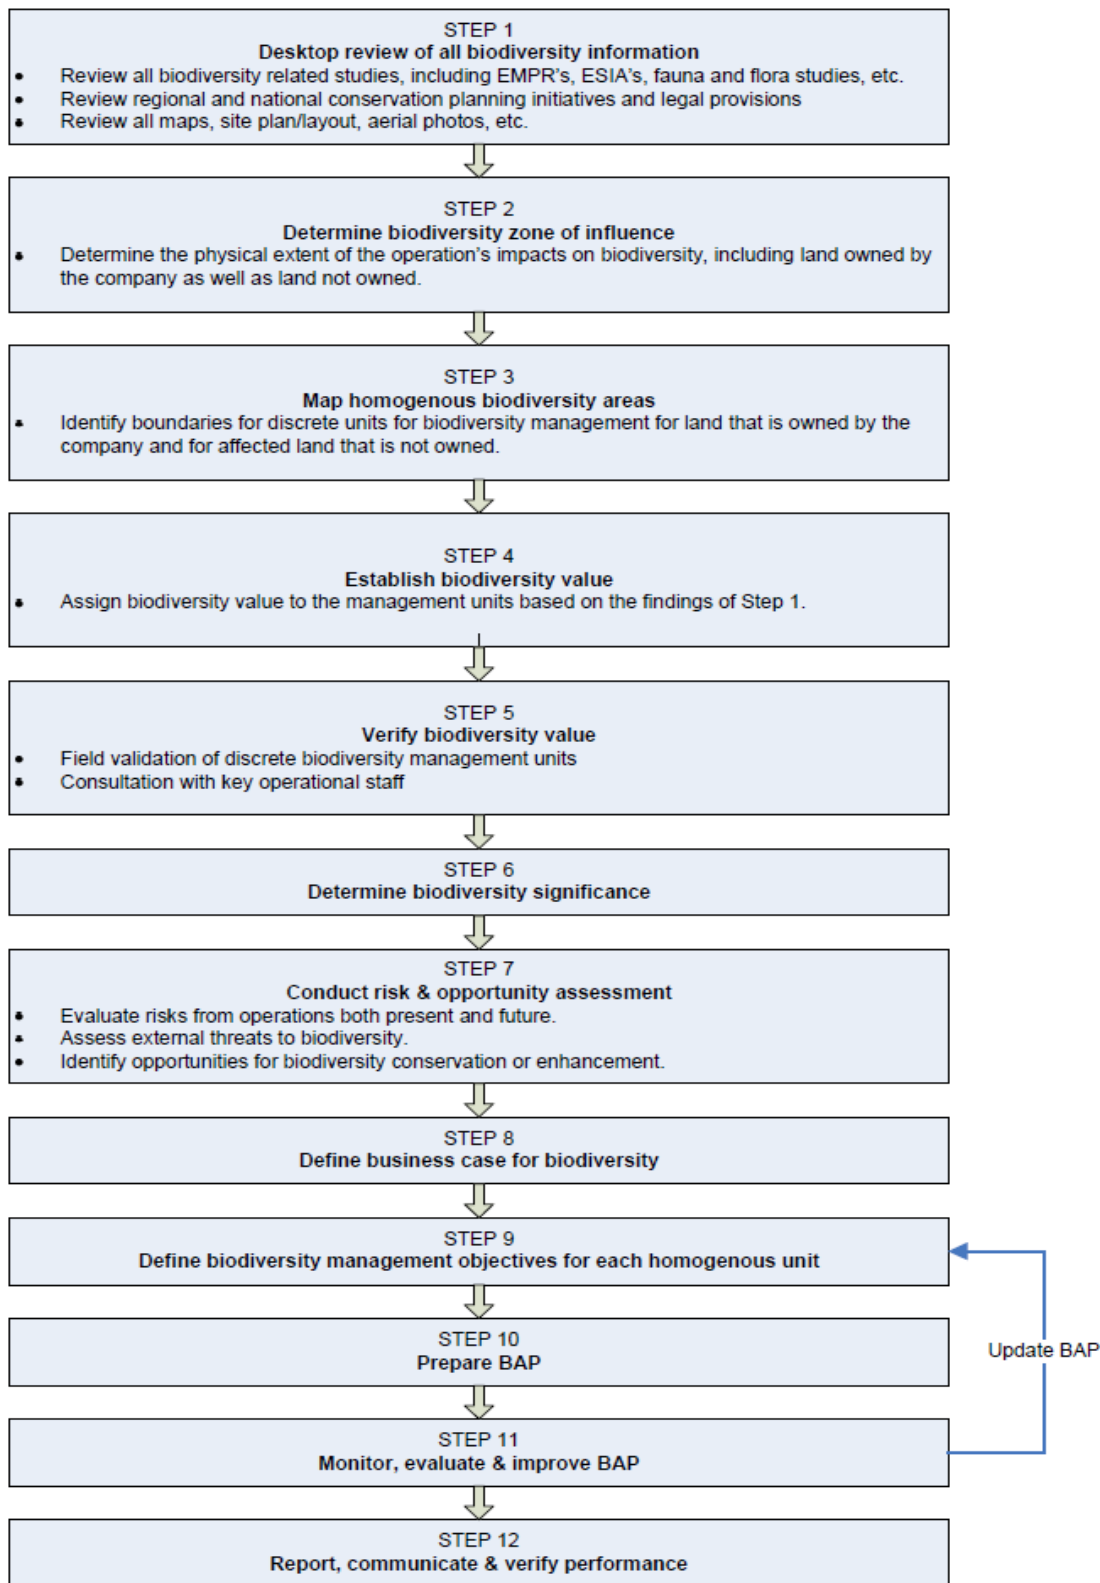 STEP 1
Desktop review of all biodiversity information
• Review all biodiversity related studies, including EMPR's, ESIA's, fauna and flora studies, etc.
• Review regional and national conservation planning initiatives and legal provisions
• Review all maps, site plan/layout, aerial photos, etc.
STEP 2
Determine biodiversity zone of influence
• Determine the physical extent of the operation's impacts on biodiversity, including land owned by
the company as well as land not owned.
STEP 3
Map homogenous biodiversity areas
• Identify boundaries for discrete units for biodiversity management for land that is owned by the
company and for affected land that is not owned.
STEP 4
Establish biodiversity value
• Assign biodiversity value to the management units based on the findings of Step 1.
STEP 5
Verify biodiversity value
• Field validation of discrete biodiversity management units
• Consultation with key operational staff
STEP 6
Determine biodiversity significance
STEP 7
Conduct risk & opportunity assessment
• Evaluate risks from operations both present and future.
• Assess external threats to biodiversity.
• Identify opportunities for biodiversity conservation or enhancement.
STEP 8
Define business case for biodiversity
STEP 9
Define biodiversity management objectives for each homogenous unit
STEP 10
Prepare BAP
Update BAP
STEP 11
Monitor, evaluate & improve BAP
STEP 12
Report, communicate & verify performance